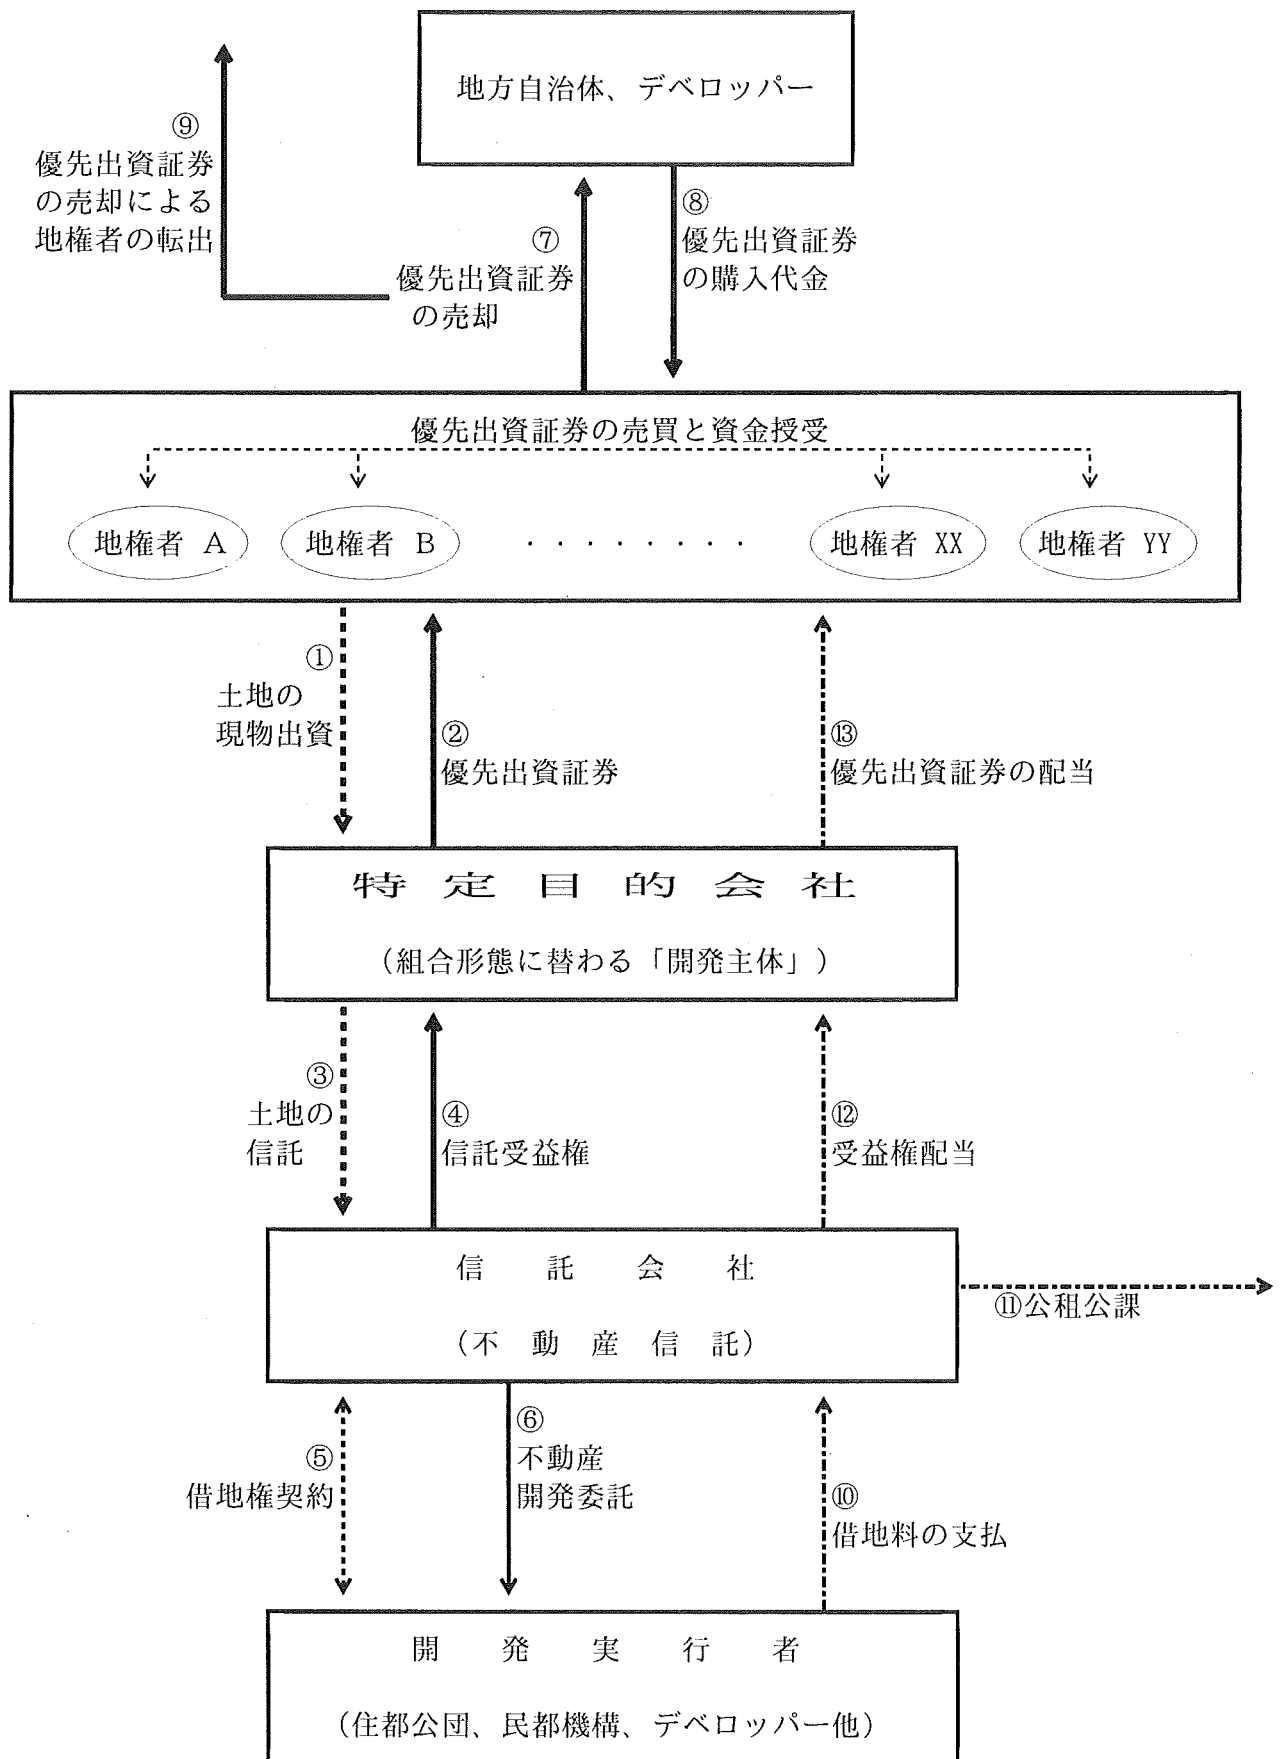 地方自治体、デベロッパー
⑨
優先出資証券
の売却による
地権者の転出
⑦
優先出資証券
の売却
⑧
優先出資証券
の購入代金
優先出資証券の売買と資金授受
地権者 A
地権者 B
・・・・・・・・・
地権者 XX
地権者 YY
①
土地の
現物出資
②
優先出資証券
⑬
優先出資証券の配当
特定目的会社
(組合形態に替わる「開発主体」)
③
土地の
信託
④
信託受益権
⑫
受益権配当
信託会社
(不動産信託)
⑪公租公課
⑤
借地権契約
⑥
不動産
開発委託
⑩
借地料の支払
開発実行者
(住都公団、民都機構、デベロッパー他)